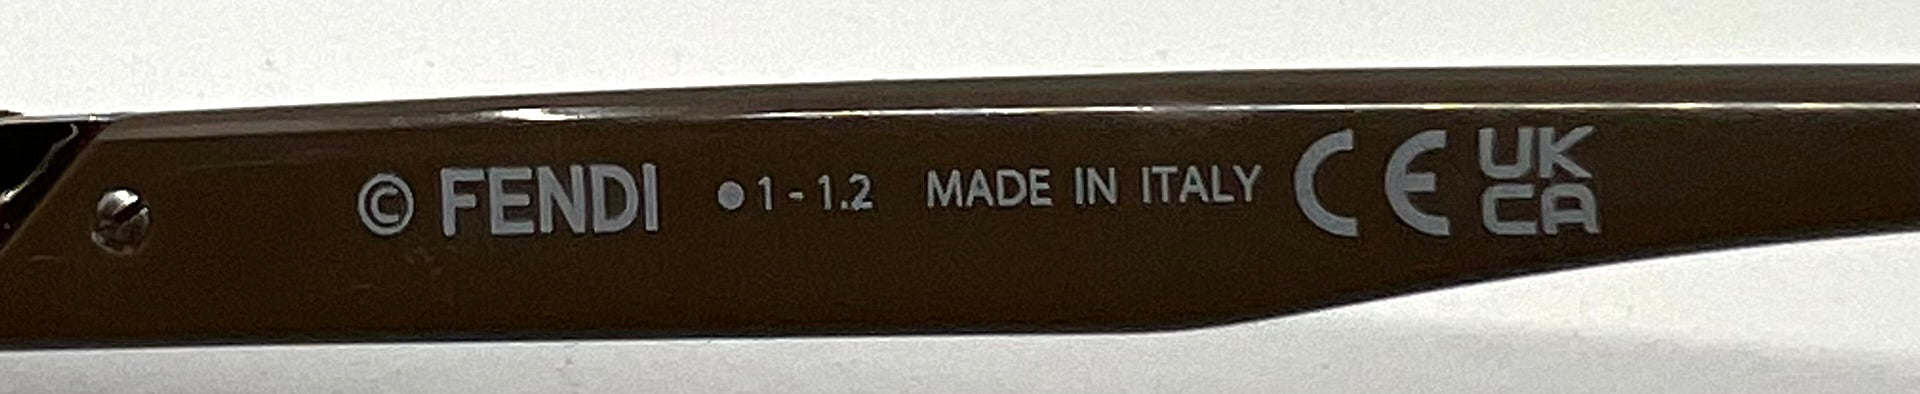 © FENDI ●1-1.2 MADE IN ITALY CE UK
CA